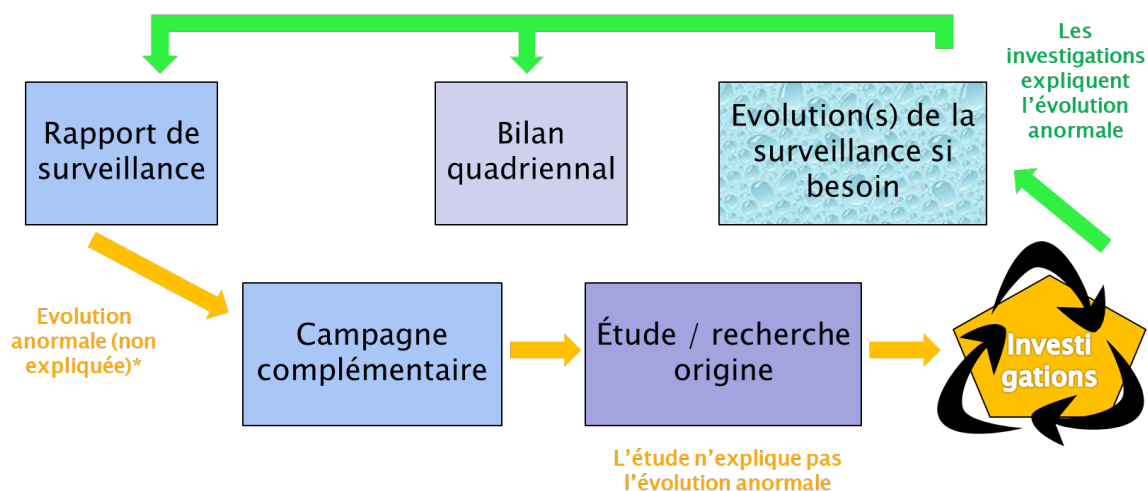 Rapport de
surveillance
Bilan
quadriennal
Evolution(s) de la
surveillance si
besoin
Les
investigations
expliquent
l’évolution
anormale
Evolution
anormale (non
expliquée)*
Campagne
complémentaire
Étude / recherche
origine
Investi
gations
L’étude n’explique pas
l’évolution anormale